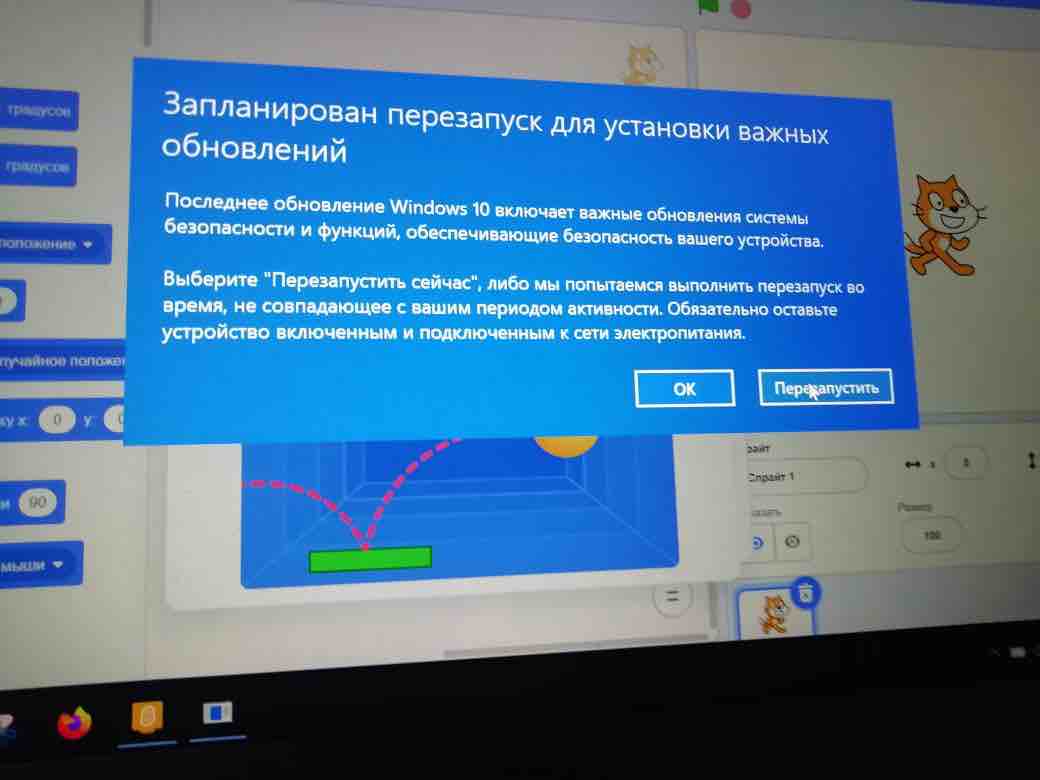 Запланирован перезапуск для установки важных
обновлений
Последнее обновление Windows 10 включает важные обновления системы
безопасности и функций, обеспечивающие безопасность вашего устройства.
Выберите "Перезапустить сейчас", либо мы попытаемся выполнить перезапуск во
время, не совпадающее с вашим периодом активности. Обязательно оставьте
устройство включенным и подключенным к сети электропитания.
ОК
Перезапустить
градусов
градусов
положение
лучайное положен
ку x: 0 y: 0
и 90
мыши
райт
Спрайт 1
x
0
казать
Размер
100